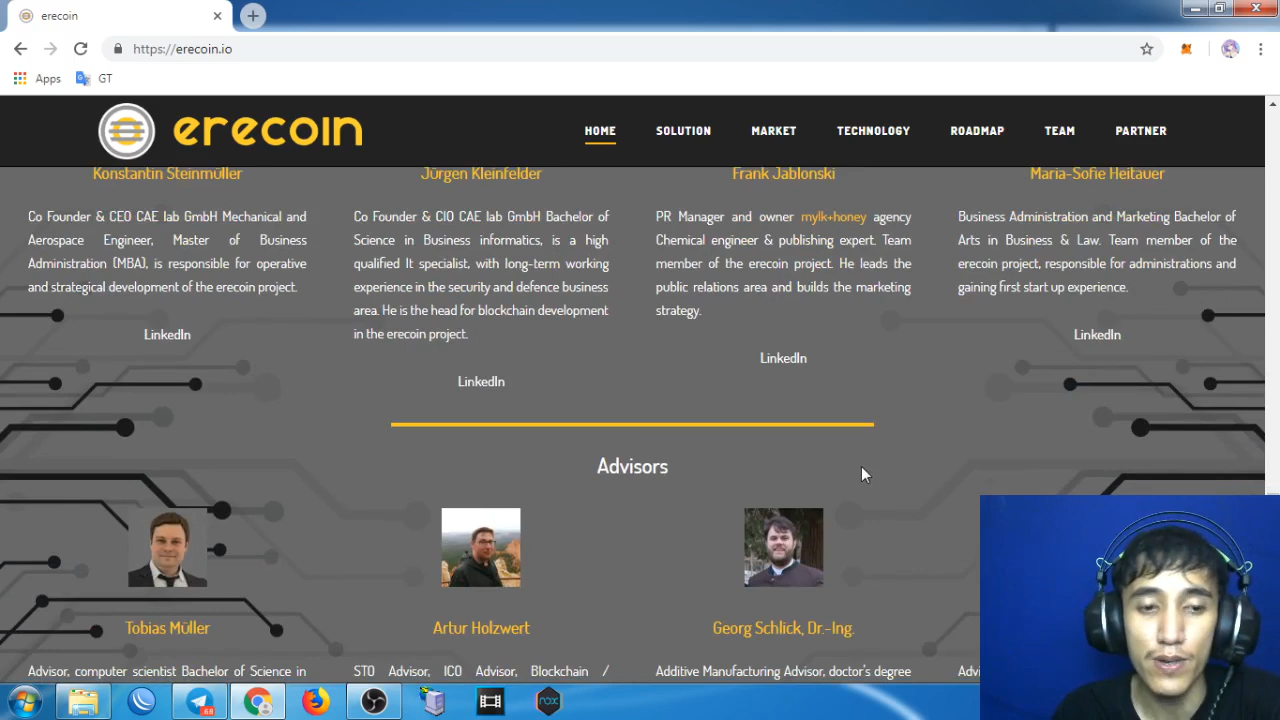 erecoin
https://erecoin.io
Apps
GT
erecoin
HOME
SOLUTION
MARKET
TECHNOLOGY
ROADMAP
TEAM
PARTNER
Konstantin Steinmüller
Co Founder & CEO CAE lab GmbH Mechanical and
Aerospace Engineer, Master of Business
Administration (MBA), is responsible for operative
and strategical development of the erecoin project.
LinkedIn
Jürgen Kleinfelder
Co Founder & CIO CAE lab GmbH Bachelor of
Science in Business informatics, is a high
qualified It specialist, with long-term working
experience in the security and defence business
area. He is the head for blockchain development
in the erecoin project.
LinkedIn
Frank Jablonski
PR Manager and owner mylk+honey agency
Chemical engineer & publishing expert. Team
member of the erecoin project. He leads the
public relations area and builds the marketing
strategy.
LinkedIn
Maria-Sofie Heitauer
Business Administration and Marketing Bachelor of
Arts in Business & Law. Team member of the
erecoin project, responsible for administrations and
gaining first start up experience.
LinkedIn
Advisors
Tobias Müller
Advisor, computer scientist Bachelor of Science in
Artur Holzwert
STO Advisor, ICO Advisor, Blockchain /
Georg Schlick, Dr.-Ing.
Additive Manufacturing Advisor, doctor's degree
68
nox